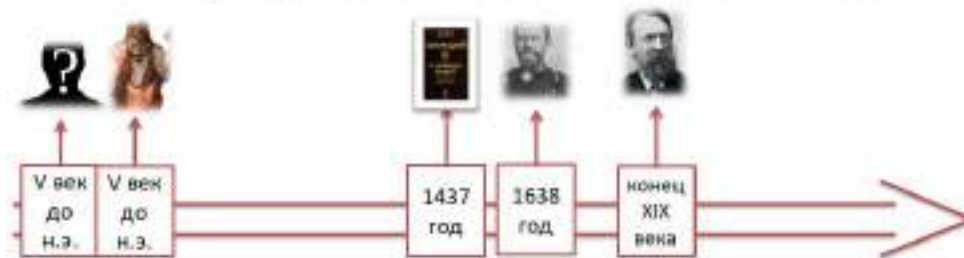 ?
V век
до
н.э.
V век
до
н.э.
1437
год
1638
год
конец
XIX
века